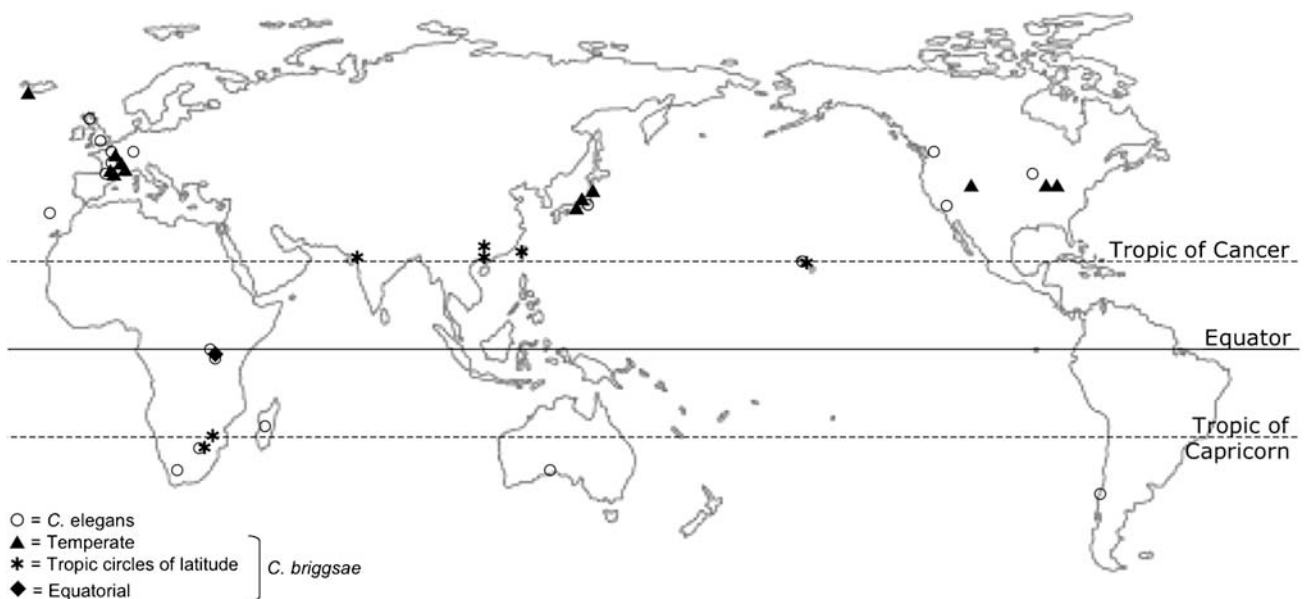 Tropic of Cancer
Equator
Tropic of
Capricorn
= C. elegans
= Temperate
= Tropic circles of latitude
= Equatorial
C. briggsae